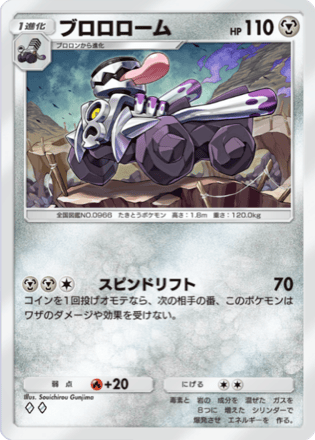 1進化
ブロロローム
HP 110
ブロロンから進化
全国図鑑NO.0966 たきとうポケモン 高さ：1.8m 重さ：120.0kg
スピンドリフト 70
コインを1回投げオモテなら、次の相手の番、このポケモンは
ワザのダメージや効果を受けない。
弱点 +20 にげる
毒素と 岩の 成分を 混ぜた ガスを
8つに 増えた シリンダーで
爆発させて エネルギーを 作る。
Illus. Souichirou Gunjima